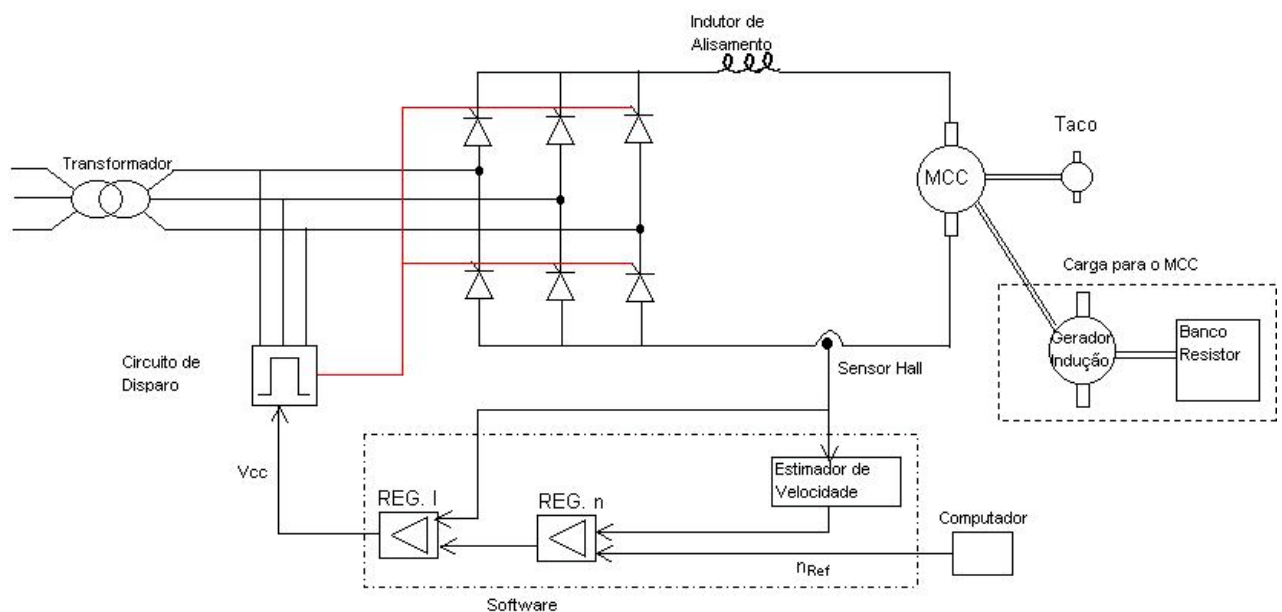 Indutor de
Alisamento
Transformador
MCC
Taco
Carga para o MCC
Gerador
Indução
Banco
Resistor
Circuito de
Disparo
Sensor Hall
Vcc
REG. I
REG. n
Estimador de
Velocidade
Computador
nRef
Software